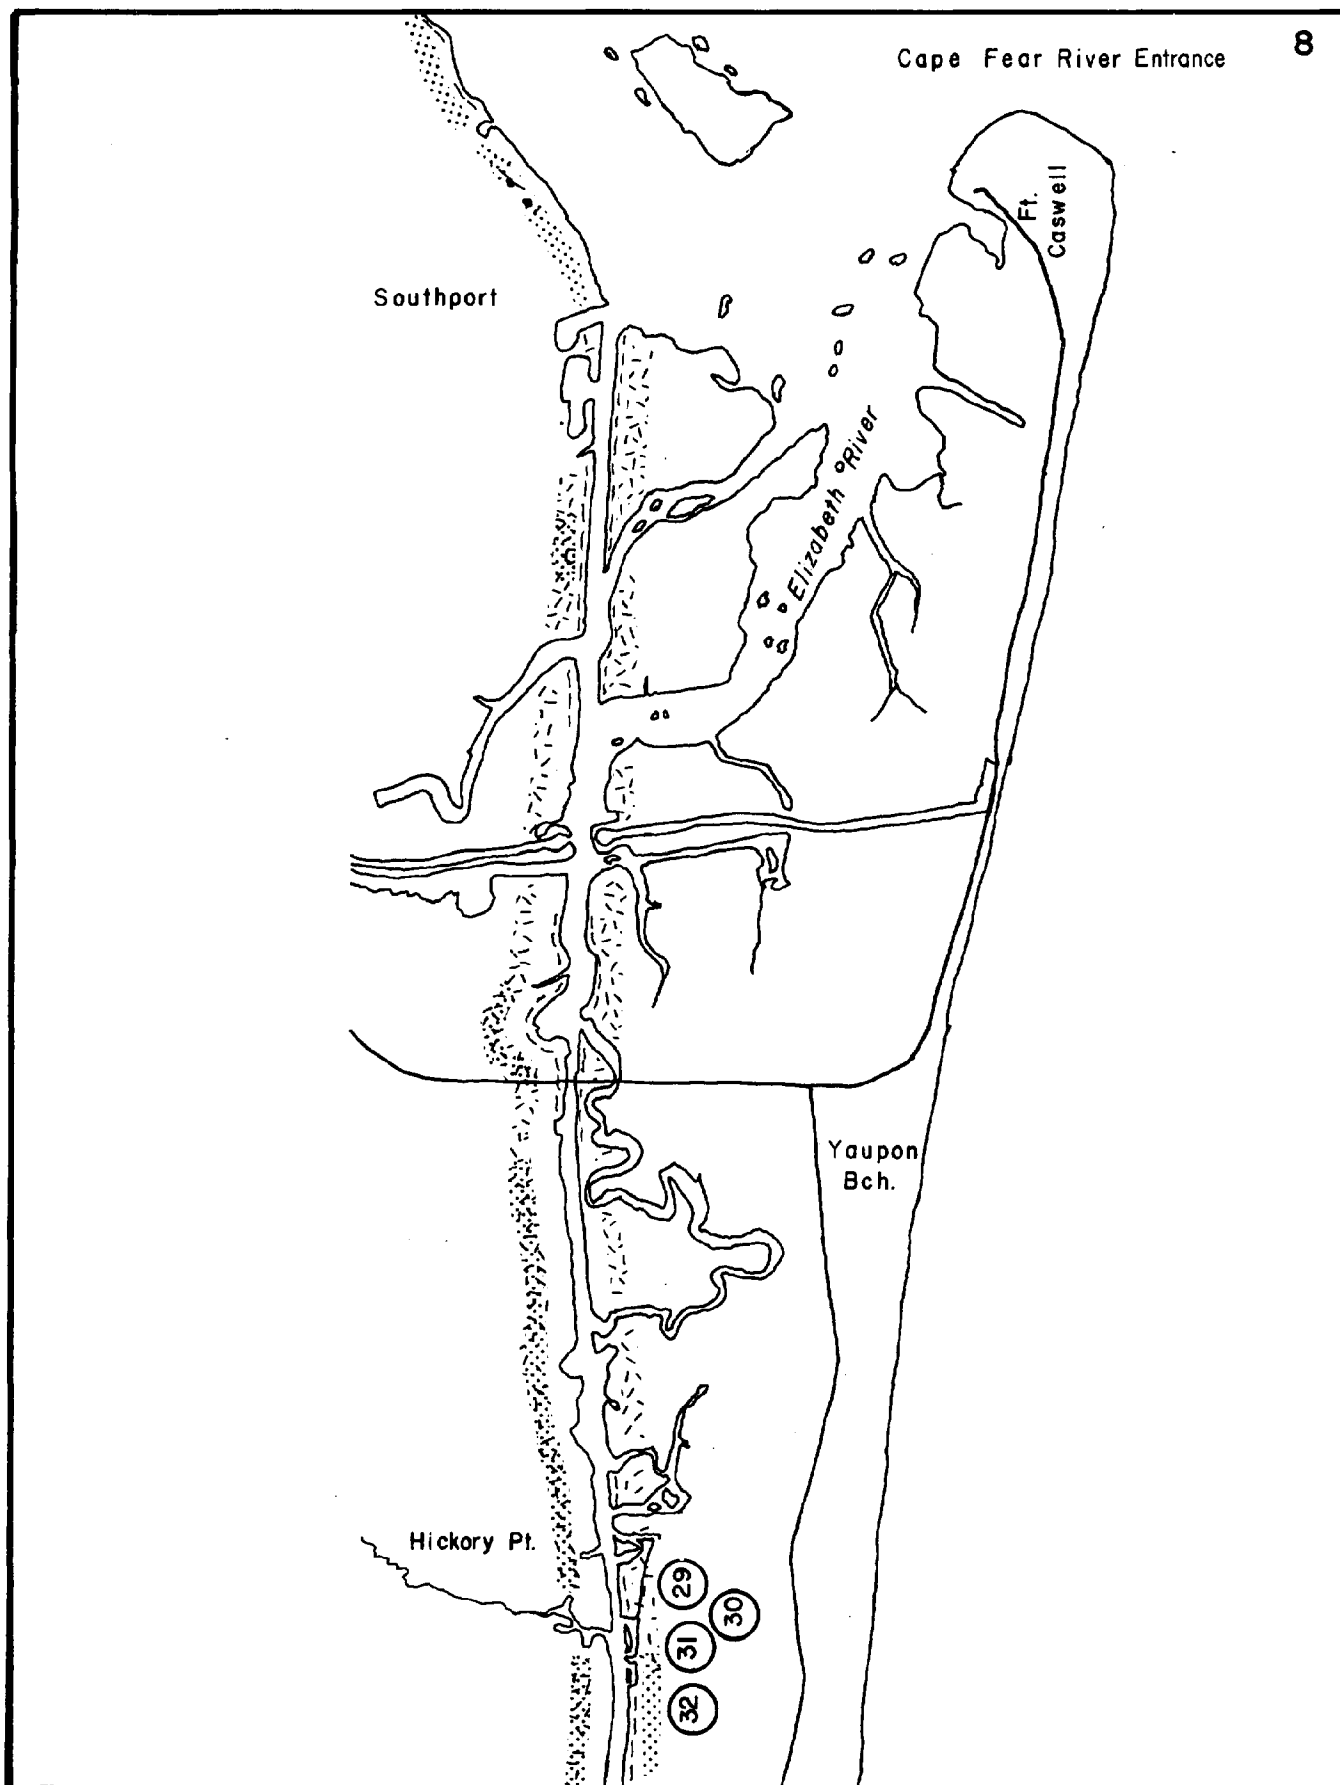 8
Cape Fear River Entrance
Ft.
Caswell
Southport
Elizabeth River
Yaupon
Bch.
Hickory Pt.
29
30
31
32